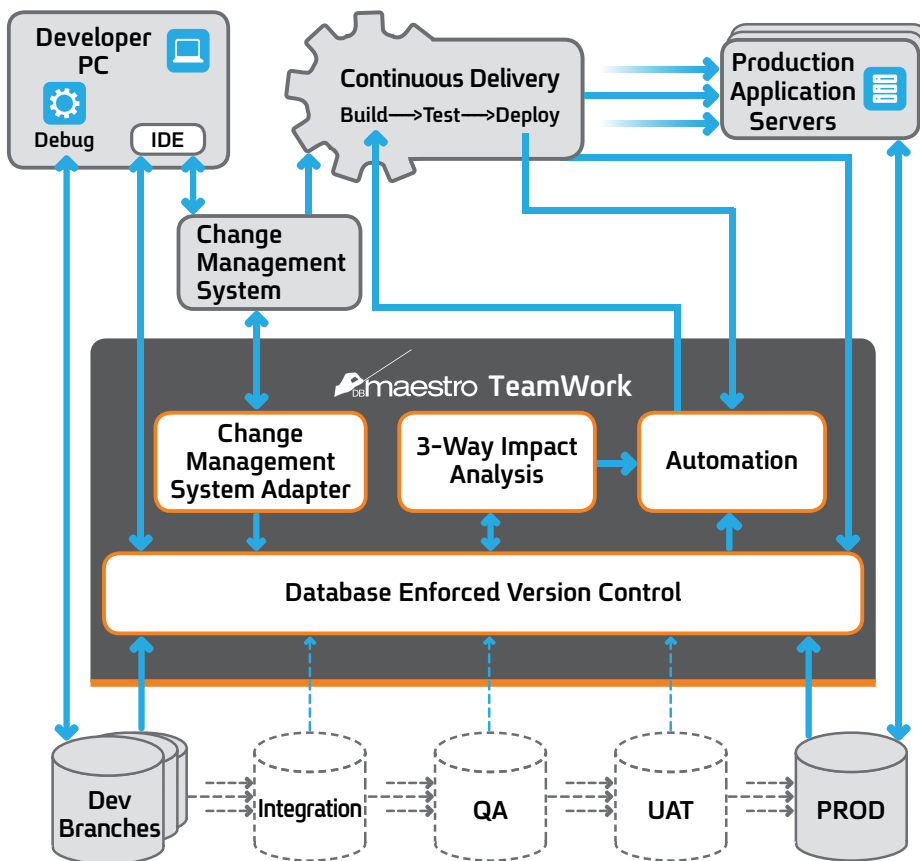 Developer
PC
Debug
IDE
Continuous Delivery
Build→Test→Deploy
Production
Application
Servers
Change
Management
System
DBmaestro TeamWork
Change
Management
System Adapter
3-Way Impact
Analysis
Automation
Database Enforced Version Control
Dev
Branches
Integration
QA
UAT
PROD